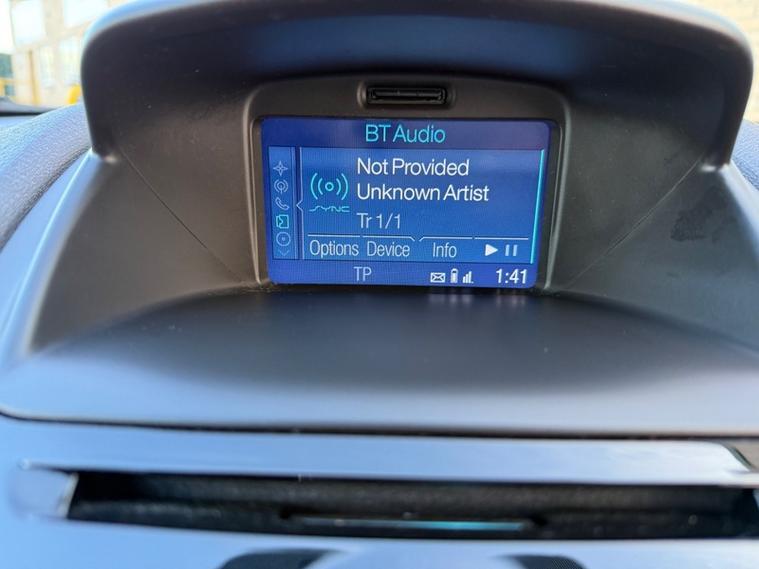 BT Audio
Not Provided
Unknown Artist
SYNC
Tr 1/1
Options Device Info
TP 1:41